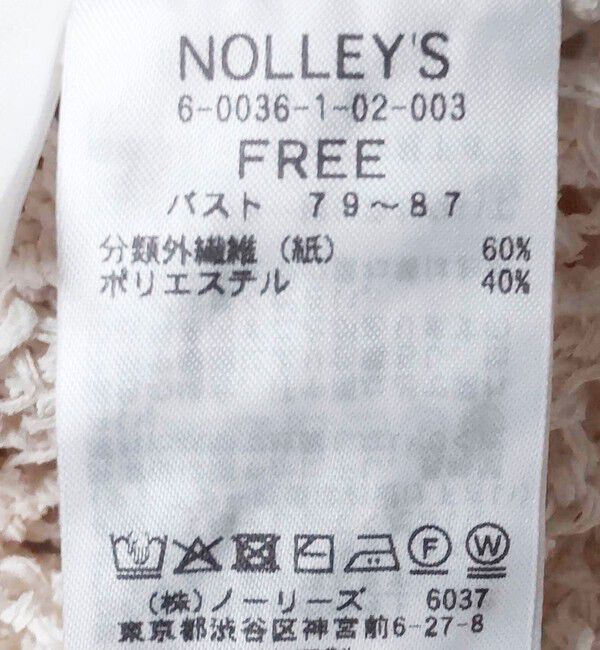 NOLLEY'S
6-0036-1-02-003
FREE
バスト 79～87
分類外繊維（紙） 60%
ポリエステル 40%
F W
（株）ノーリーズ 6037
東京都渋谷区神宮前6-27-8